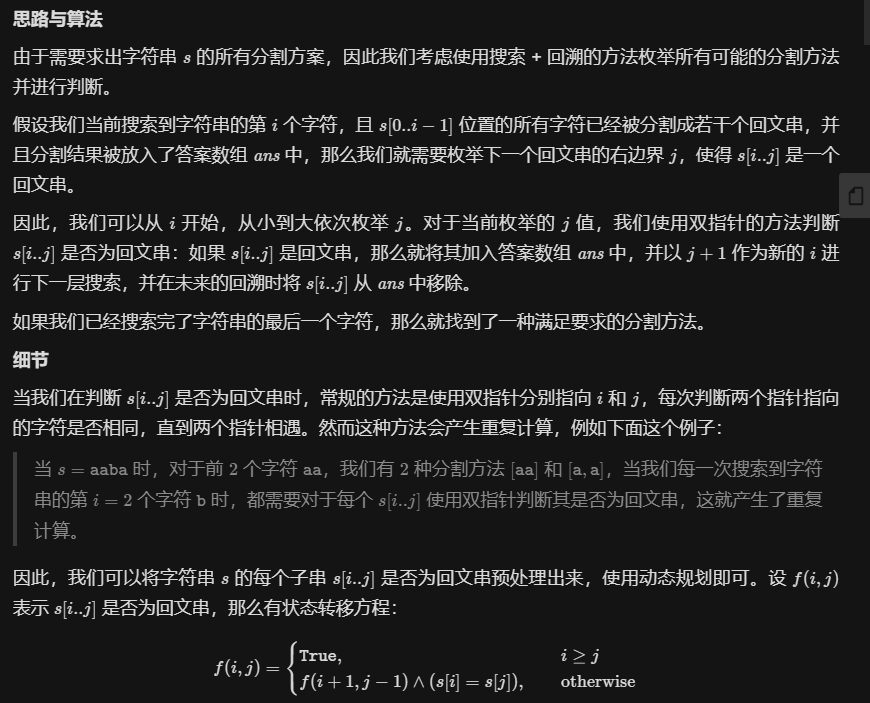 思路与算法
由于需要求出字符串 s 的所有分割方案，因此我们考虑使用搜索 + 回溯的方法枚举所有可能的分割方法
并进行判断。
假设我们当前搜索到字符串的第 i 个字符，且 s[0..i − 1] 位置的所有字符已经被分割成若干个回文串，并
且分割结果被放入了答案数组 ans 中，那么我们就需要枚举下一个回文串的右边界 j，使得 s[i..j] 是一个
回文串。
因此，我们可以从 i 开始，从小到大依次枚举 j。对于当前枚举的 j 值，我们使用双指针的方法判断
s[i..j] 是否为回文串：如果 s[i..j] 是回文串，那么就将其加入答案数组 ans 中，并以 j + 1 作为新的 i 进
行下一层搜索，并在未来的回溯时将 s[i..j] 从 ans 中移除。
如果我们已经搜索完了字符串的最后一个字符，那么就找到了一种满足要求的分割方法。
细节
当我们在判断 s[i..j] 是否为回文串时，常规的方法是使用双指针分别指向 i 和 j，每次判断两个指针指向
的字符是否相同，直到两个指针相遇。然而这种方法会产生重复计算，例如下面这个例子：
当 s = aaba 时，对于前 2 个字符 aa，我们有 2 种分割方法 [aa] 和 [a, a]，当我们每一次搜索到字符
串的第 i = 2 个字符 b 时，都需要对于每个 s[i..j] 使用双指针判断其是否为回文串，这就产生了重复
计算。
因此，我们可以将字符串 s 的每个子串 s[i..j] 是否为回文串预处理出来，使用动态规划即可。设 f(i, j)
表示 s[i..j] 是否为回文串，那么有状态转移方程：
f(i, j) = { True, i ≥ j
f(i + 1, j − 1) ∧ (s[i] = s[j]), otherwise